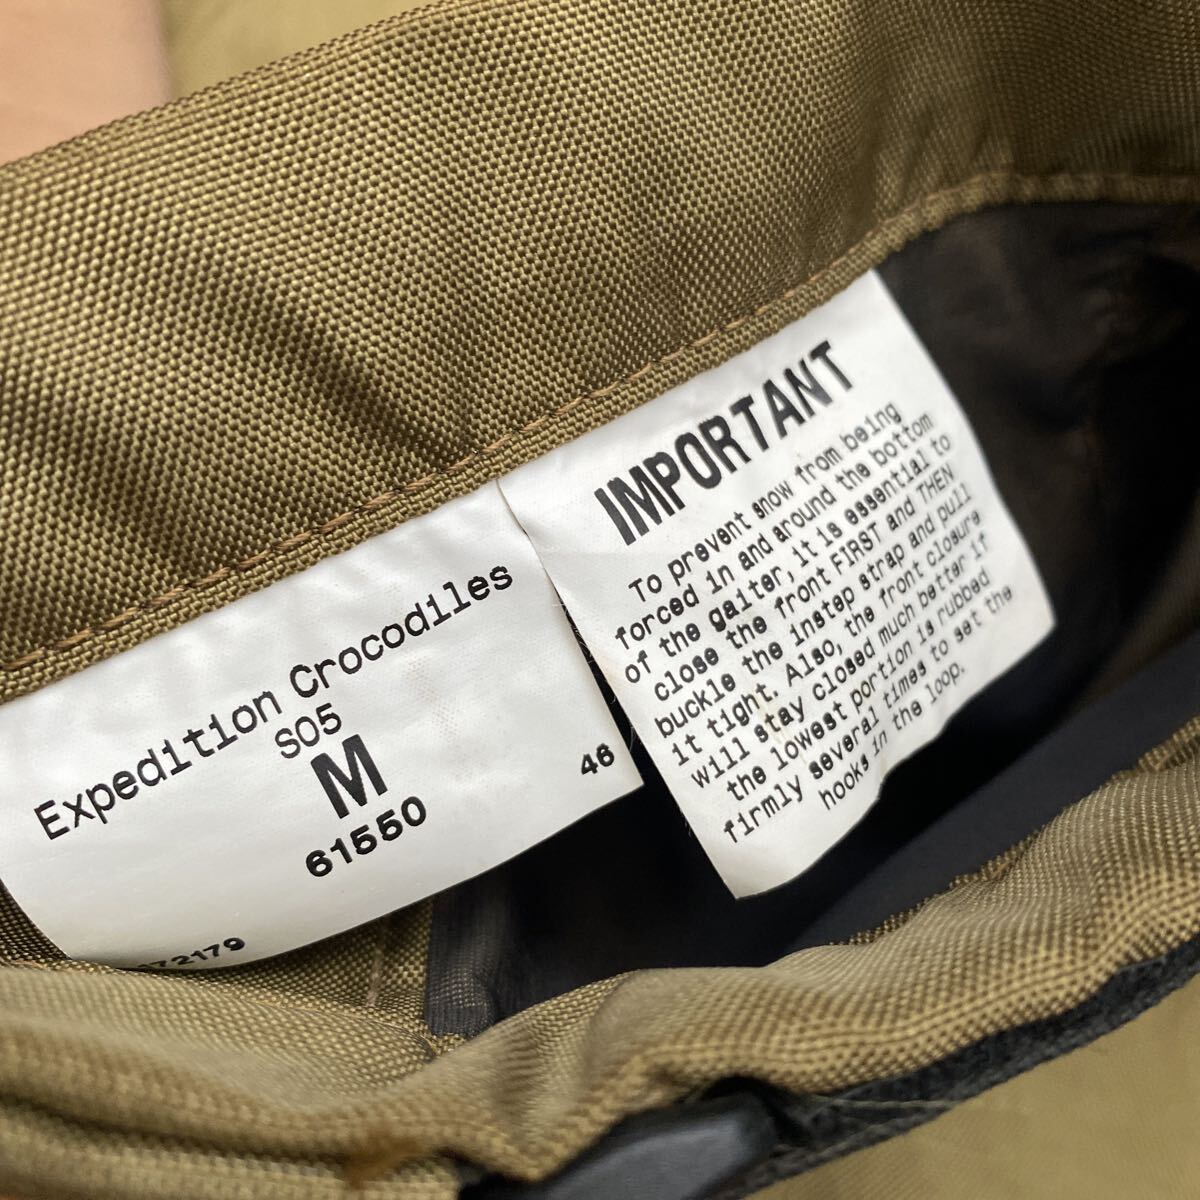 Expedition Crocodiles
S05
M
61550
46
72179
IMPORTANT
To prevent snow from being
forced in and around the bottom
of the gaiter, it is essential to
close the front FIRST and THEN
buckle the instep strap and pull
it tight. Also, the front closure
will stay closed much better if
the lowest portion is rubbed
firmly several times to set the
hooks in the loop.